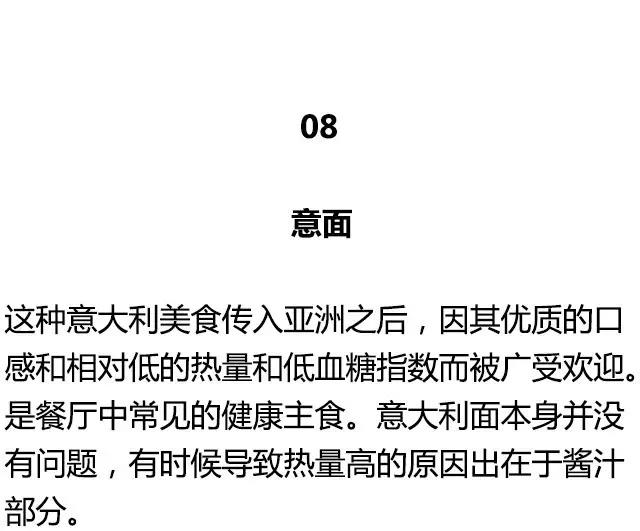 08
意面
这种意大利美食传入亚洲之后，因其优质的口
感和相对低的热量和低血糖指数而被广受欢迎。
是餐厅中常见的健康主食。意大利面本身并没
有问题，有时候导致热量高的原因出在于酱汁
部分。